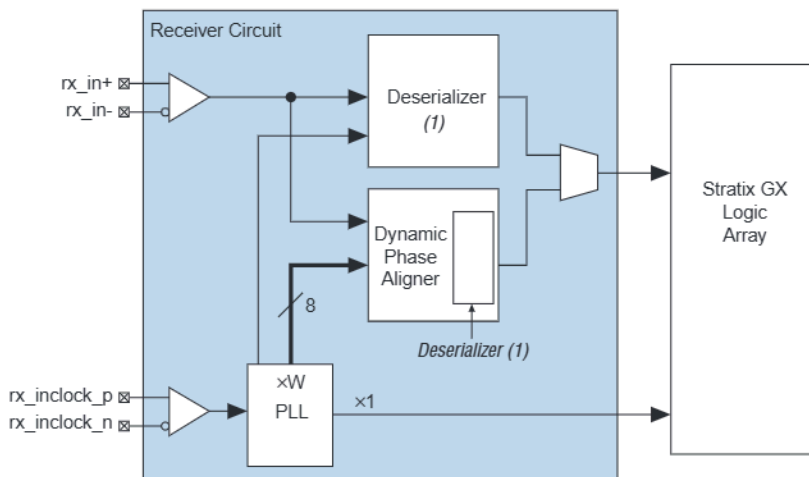 Receiver Circuit
rx_in+
rx_in-
Deserializer
(1)
Stratix GX
Logic
Array
Dynamic
Phase
Aligner
8
Deserializer (1)
rx_inclock_p
rx_inclock_n
×W
PLL
×1